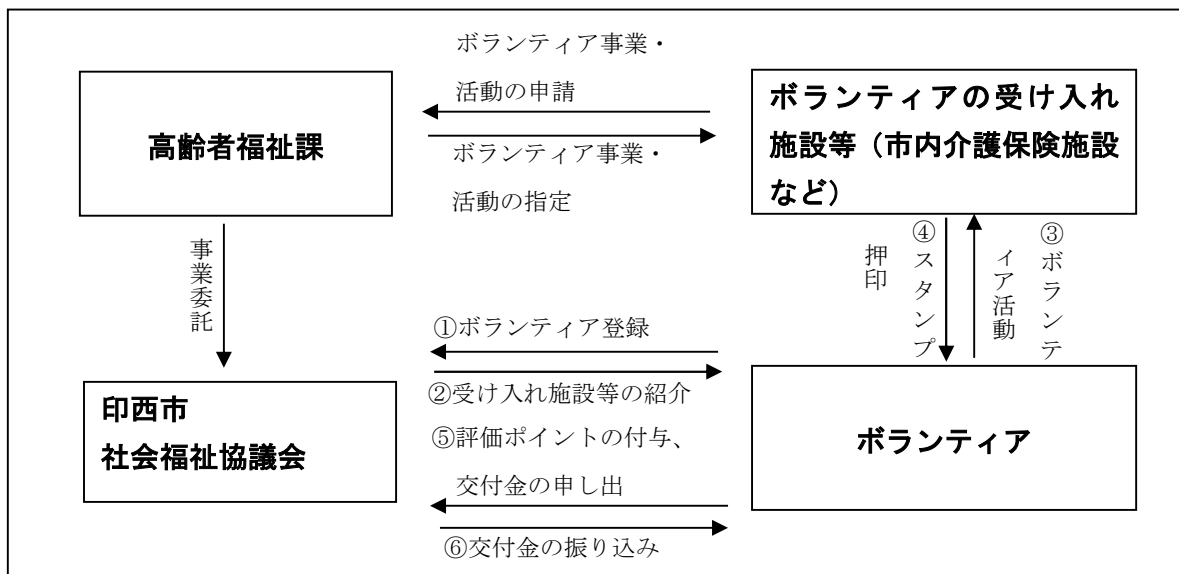 ボランティア事業・
活動の申請
高齢者福祉課
ボランティア事業・
活動の指定
ボランティアの受け入れ
施設等（市内介護保険施設
など）
事業委託
③ボランテ
ィア活動
④スタンプ
押印
①ボランティア登録
②受け入れ施設等の紹介
印西市
社会福祉協議会
⑤評価ポイントの付与、
交付金の申し出
⑥交付金の振り込み
ボランティア